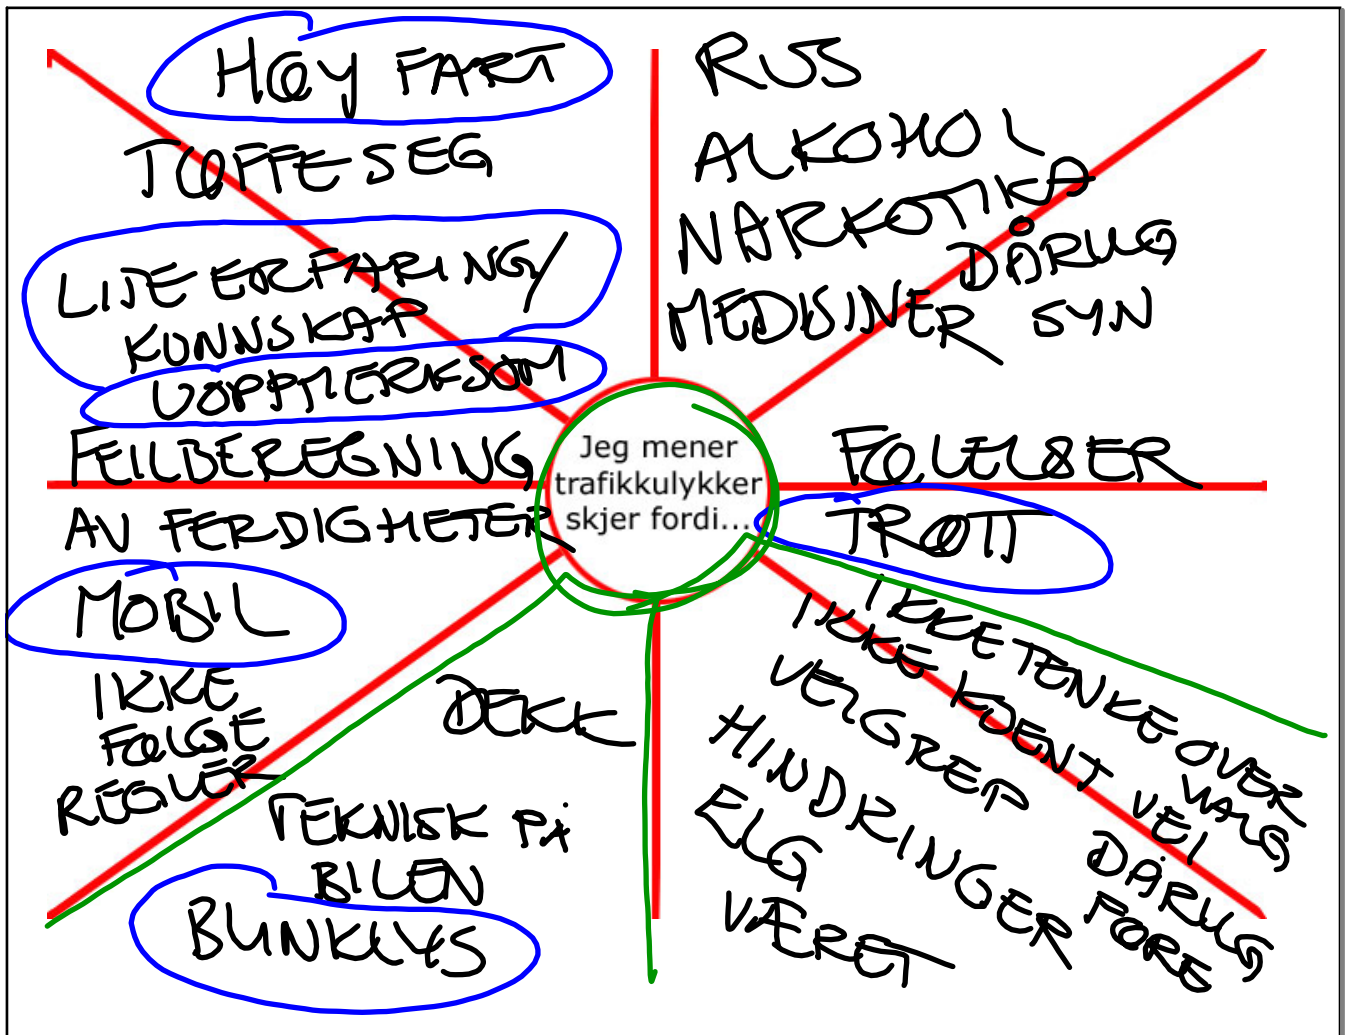 HØY FART
TØFFE SEG
LITE ERFARING/
KUNNSKAP
UOPPMERKSOM
FEILBEREGNING
AV FERDIGHETER
MOBIL
IKKE
FØLGE
REGLER
DEKK
TEKNISK PÅ
BILEN
BLINKLYS
Jeg mener
trafikkulykker
skjer fordi...
RUS
ALKOHOL
NARKOTIKA
MEDISINER
DÅRLIG
SYN
FØLELSER
TRØTT
IKKE TENKE OVER
VALG
IKKE KJENT VEI
VEIGREP
DÅRLIG
FØRE
HINDRINGER
ELG
VÆRET